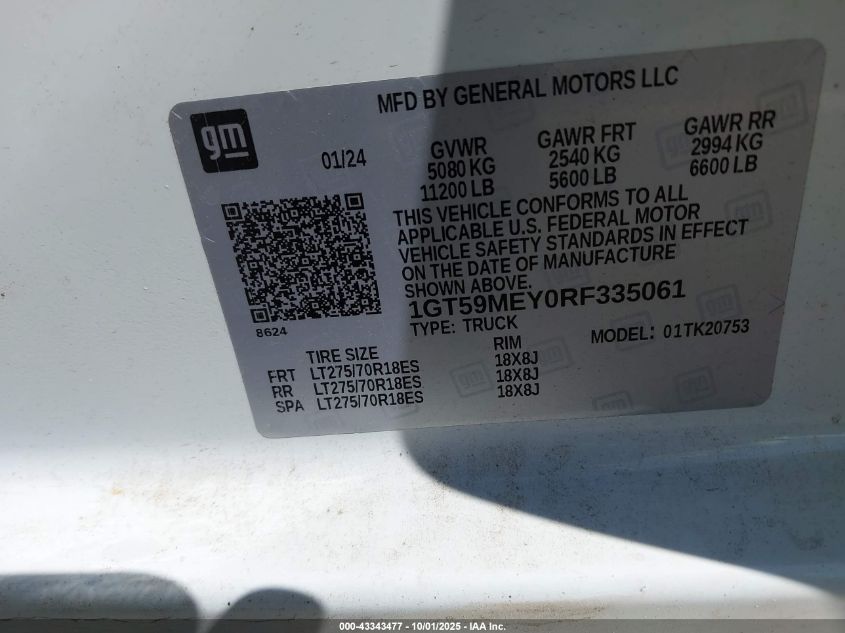 MFD BY GENERAL MOTORS LLC
gm
01/24
GVWR
5080 KG
11200 LB
GAWR FRT
2540 KG
5600 LB
GAWR RR
2994 KG
6600 LB
THIS VEHICLE CONFORMS TO ALL
APPLICABLE U.S. FEDERAL MOTOR
VEHICLE SAFETY STANDARDS IN EFFECT
ON THE DATE OF MANUFACTURE
SHOWN ABOVE.
1GT59MEY0RF335061
8624
TYPE: TRUCK
MODEL: 01TK20753
TIRE SIZE RIM
FRT LT275/70R18ES 18X8J
RR LT275/70R18ES 18X8J
SPA LT275/70R18ES 18X8J
000-43343477 - 10/01/2025 - IAA Inc.